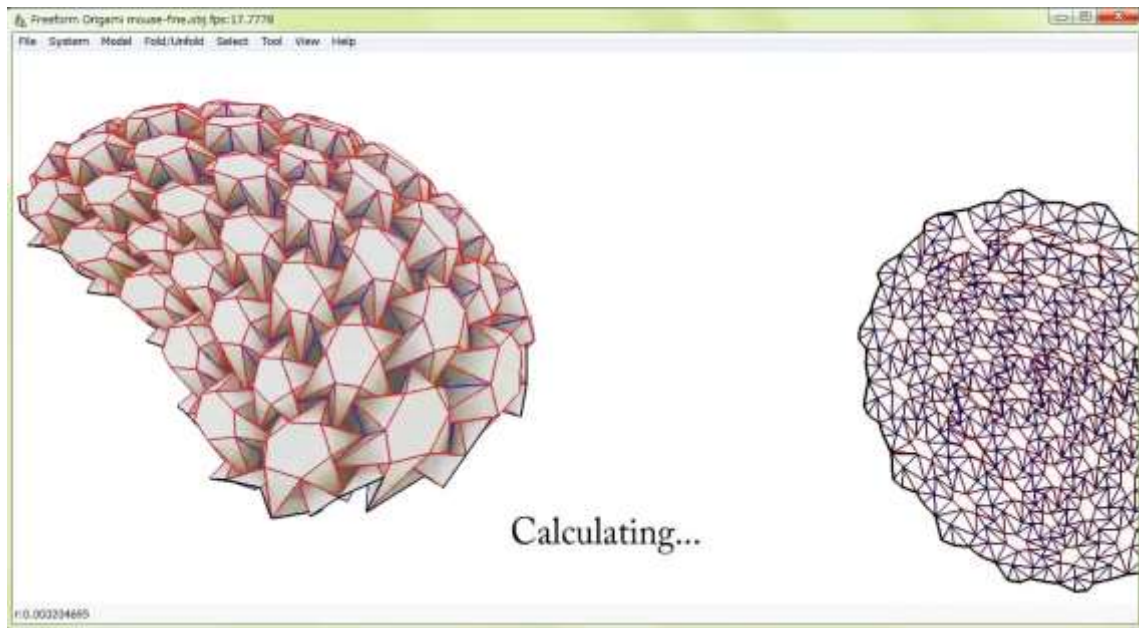 Freeform Origami mouse-fine.obj fps:17.7778
File System Model Fold/Unfold Select Tool View Help
Calculating...
r:0.000204695